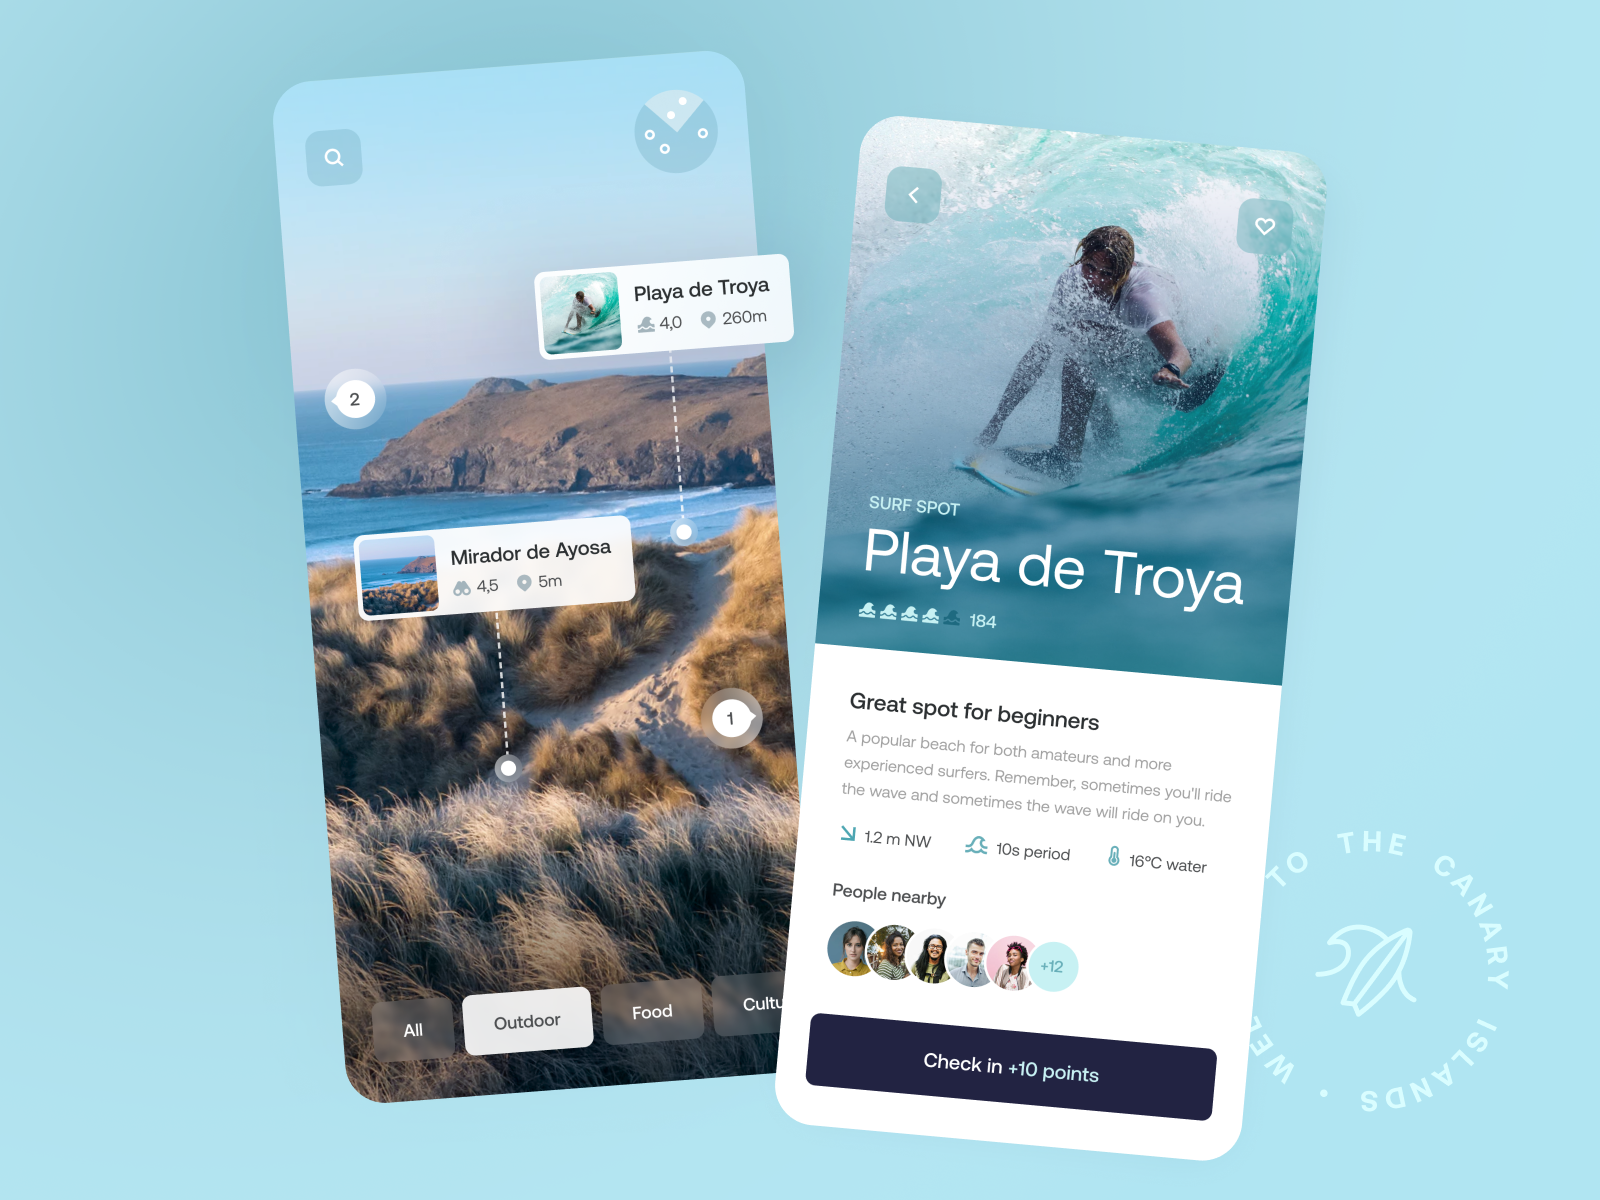 Playa de Troya
4,0 260m
2
Mirador de Ayosa
4,5 5m
1
All Outdoor Food Cultu
SURF SPOT
Playa de Troya
184
Great spot for beginners
A popular beach for both amateurs and more
experienced surfers. Remember, sometimes you'll ride
the wave and sometimes the wave will ride on you.
1.2 m NW 10s period 16°C water
People nearby
+12
Check in +10 points
TO THE CANARY ISLANDS • WE